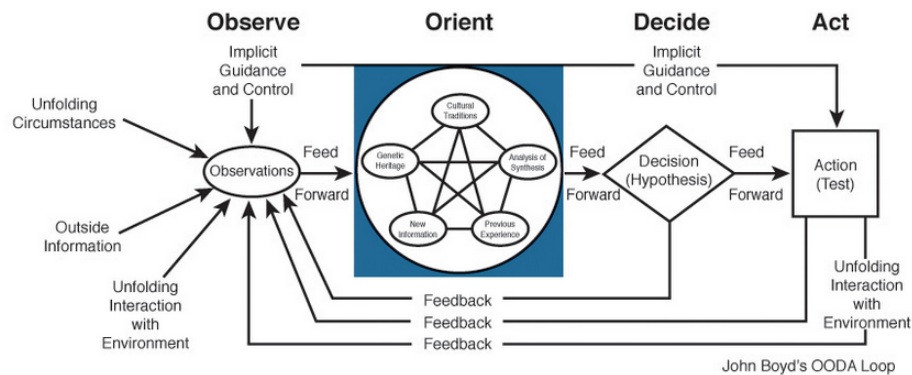 Observe
Orient
Decide
Act
Implicit
Guidance
and Control
Implicit
Guidance
and Control
Unfolding
Circumstances
Observations
Feed
Forward
Cultural
Traditions
Genetic
Heritage
Analysis of
Synthesis
New
Information
Previous
Experience
Feed
Forward
Decision
(Hypothesis)
Feed
Forward
Action
(Test)
Outside
Information
Unfolding
Interaction
with
Environment
Unfolding
Interaction
with
Environment
Feedback
Feedback
Feedback
John Boyd's OODA Loop